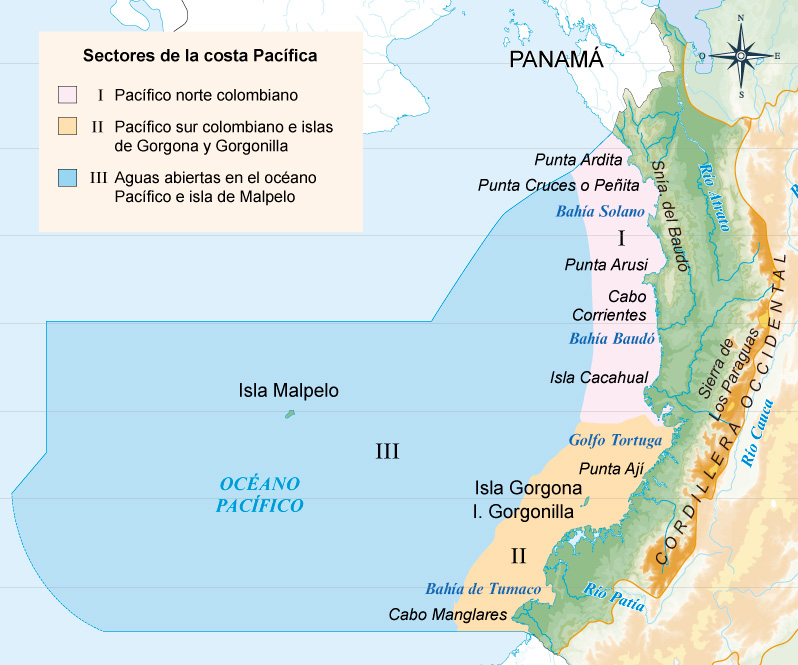 Sectores de la costa Pacífica
I Pacífico norte colombiano
II Pacífico sur colombiano e islas
de Gorgona y Gorgonilla
III Aguas abiertas en el océano
Pacífico e isla de Malpelo
PANAMÁ
N
O
E
S
Punta Ardita
Punta Cruces o Peñita
Bahía Solano
I
Snía. del Baudó
Río Atrato
Punta Arusi
Cabo
Corrientes
Bahía Baudó
Isla Cacahual
Sierra de
Los Paraguas
CORDILLERA OCCIDENTAL
Río Cauca
Isla Malpelo
III
OCÉANO
PACÍFICO
Golfo Tortuga
Punta Ají
Isla Gorgona
I. Gorgonilla
II
Bahía de Tumaco
Río Patía
Cabo Manglares